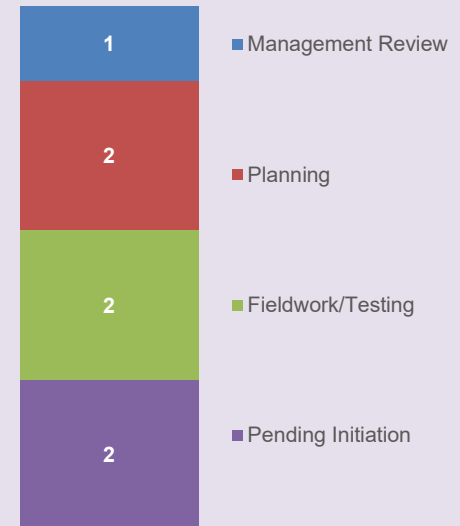 1 Management Review
2 Planning
2 Fieldwork/Testing
2 Pending Initiation